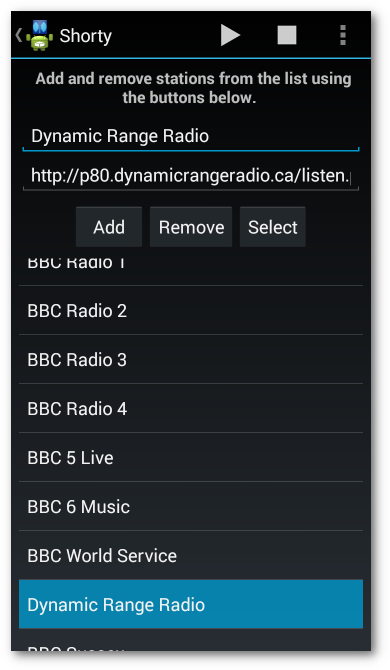 Shorty
Add and remove stations from the list using
the buttons below.
Dynamic Range Radio
http://p80.dynamicrangeradio.ca/listen.
Add Remove Select
BBC Radio 1
BBC Radio 2
BBC Radio 3
BBC Radio 4
BBC 5 Live
BBC 6 Music
BBC World Service
Dynamic Range Radio
BBC Sussex